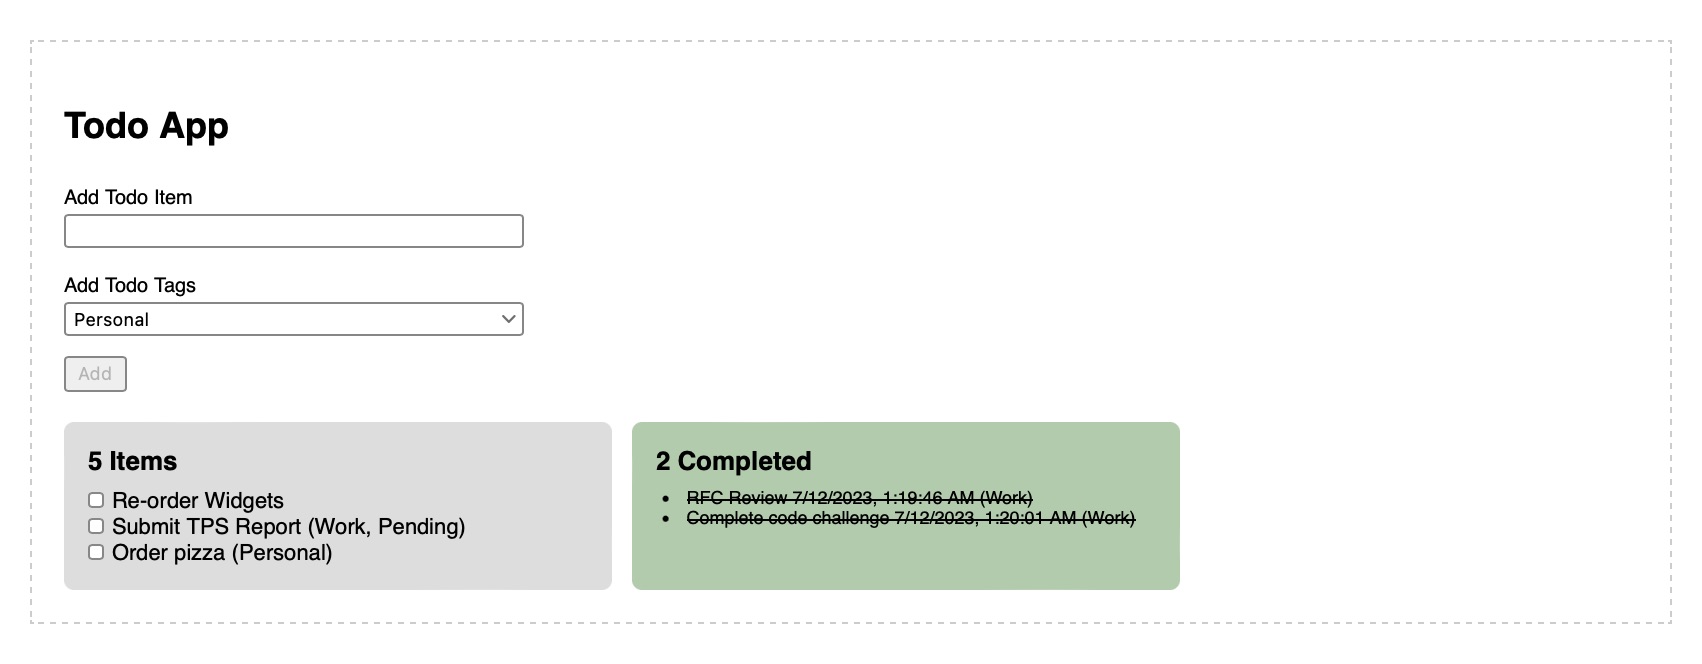 Todo App
Add Todo Item
Add Todo Tags
Personal
Add
5 Items
Re-order Widgets
Submit TPS Report (Work, Pending)
Order pizza (Personal)
2 Completed
RFC Review 7/12/2023, 1:19:46 AM (Work)
Complete code challenge 7/12/2023, 1:20:01 AM (Work)